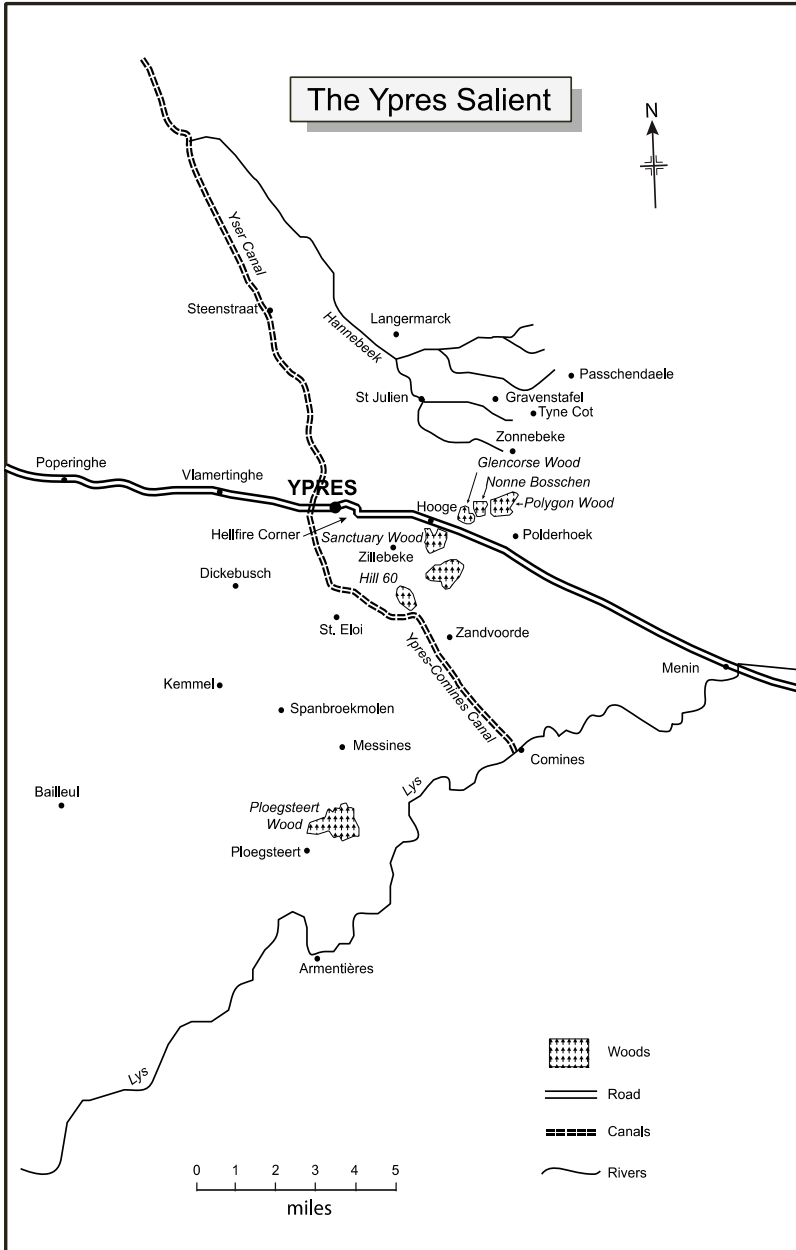 The Ypres Salient
N
Yser Canal
Steenstraat
Hannebeek
Langermarck
Passchendaele
St Julien
Gravenstafel
Tyne Cot
Zonnebeke
Glencorse Wood
Nonne Bosschen
Polygon Wood
Poperinghe
Vlamertinghe
YPRES
Hooge
Hellfire Corner
Sanctuary Wood
Polderhoek
Zillebeke
Hill 60
Dickebusch
St. Eloi
Zandvoorde
Ypres-Comines Canal
Menin
Kemmel
Spanbroekmolen
Messines
Comines
Lys
Bailleul
Ploegsteert
Wood
Ploegsteert
Armentières
Lys
Woods
Road
Canals
Rivers
0 1 2 3 4 5
miles